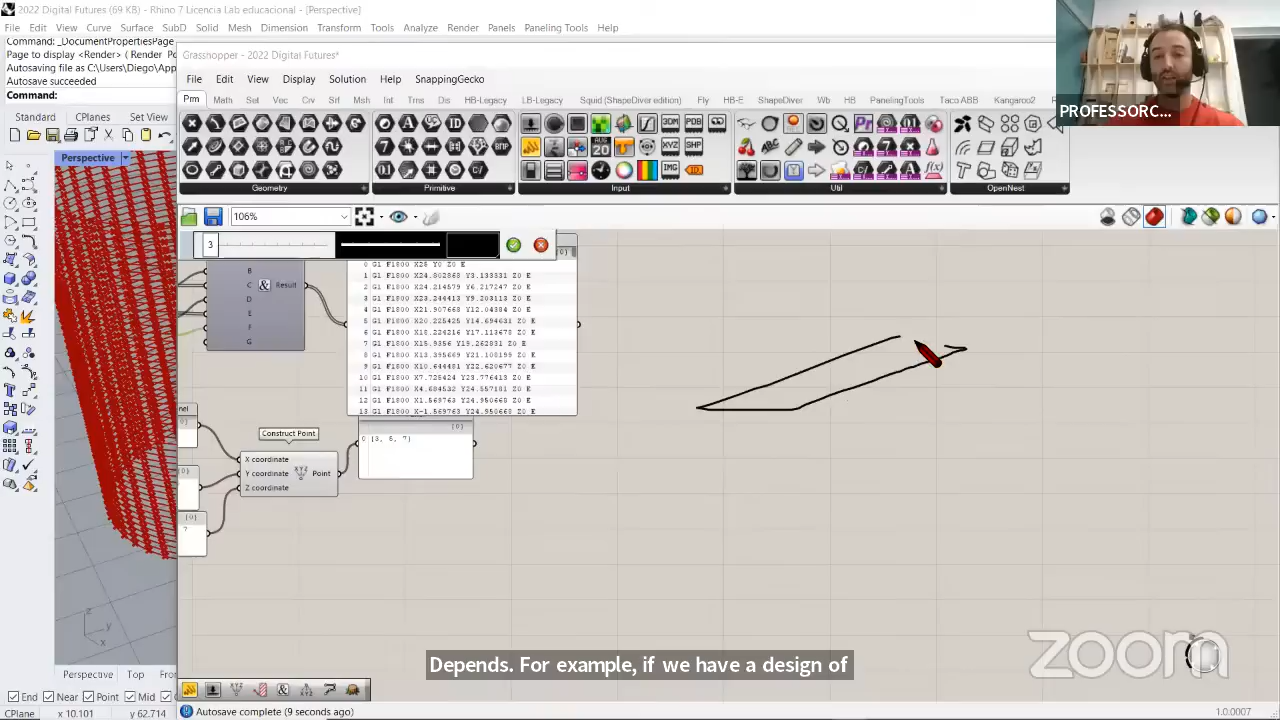 2022 Digital Futures (69 KB) - Rhino 7 Licencia Lab educacional - [Perspective]
File Edit View Curve Surface SubD Solid Mesh Dimension Transform Tools Analyze Render Panels Paneling Tools Help
Command: _DocumentPropertiesPage
Page to display <Render> ( Render Po
Autosaving file as C:\Users\Diego\App
Autosave succeeded
Command:
Standard CPlanes Set View
Perspective
Grasshopper - 2022 Digital Futures*
File Edit View Display Solution Help SnappingGecko
Prm Math Set Vec Crv Srf Msh Int Trns Dis HB-Legacy LB-Legacy Squid (ShapeDiver edition) Fly HB-E ShapeDiver Wb HB PanelingTools Taco ABB Kangaroo2
PROFESSORC...
Geometry Primitive Input Util OpenNest
106%
3
[0]
B
C
D
E
F
G
& Result
0 G1 F1800 X25 Y0 Z0 E
1 G1 F1800 X24.802868 Y3.133331 Z0 E
2 G1 F1800 X24.214579 Y6.217247 Z0 E
3 G1 F1800 X23.244413 Y9.203113 Z0 E
4 G1 F1800 X21.907668 Y12.04384 Z0 E
5 G1 F1800 X20.225425 Y14.694631 Z0 E
6 G1 F1800 X18.224216 Y17.113678 Z0 E
7 G1 F1800 X15.9356 Y19.262831 Z0 E
8 G1 F1800 X13.395669 Y21.108199 Z0 E
9 G1 F1800 X10.644481 Y22.620677 Z0 E
10 G1 F1800 X7.725424 Y23.776413 Z0 E
11 G1 F1800 X4.684532 Y24.557181 Z0 E
12 G1 F1800 X1.569763 Y24.950668 Z0 E
13 G1 F1800 X-1.569763 Y24.950668 Z0 E
Construct Point
X coordinate
Y coordinate
Z coordinate
XYZ Point
[0]
7
Depends. For example, if we have a design of
zoom
Perspective Top
End Near Point Mid
Autosave complete (9 seconds ago)
1.0.0007
CPlane x 10.101 y 62.714